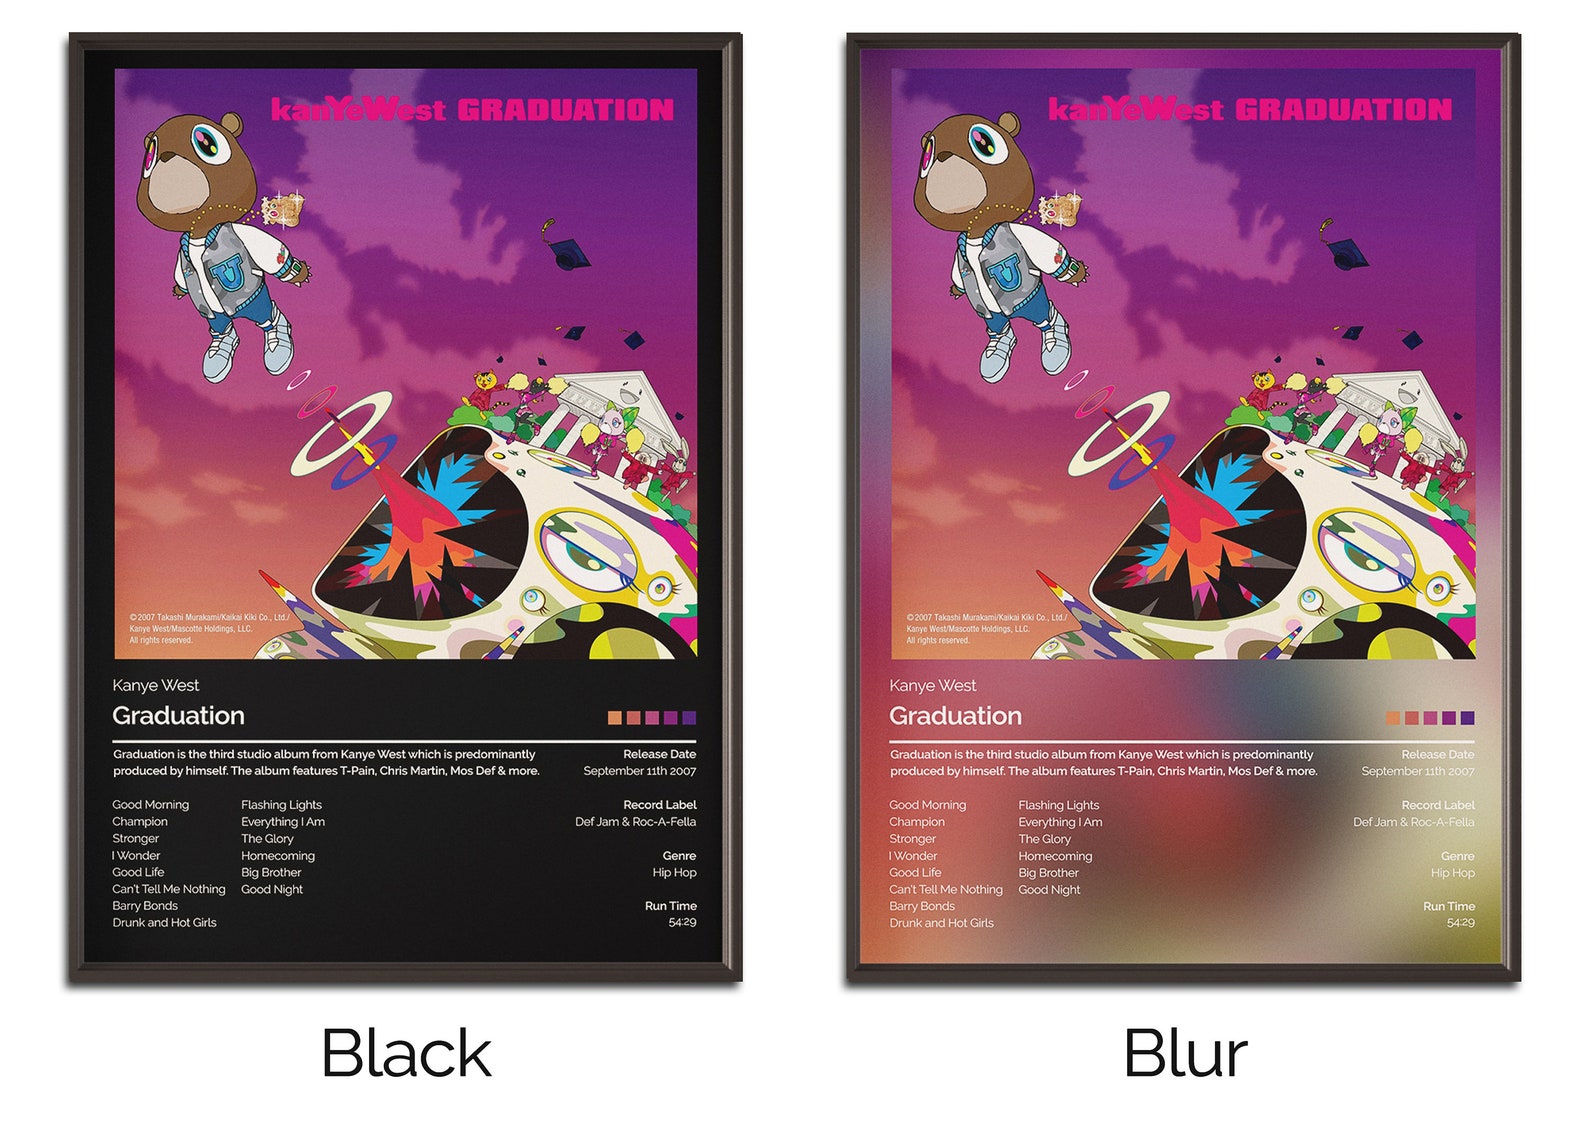 kanYeWest GRADUATION
©2007 Takashi Murakami/Kaikai Kiki Co., Ltd./
Kanye West/Mascotte Holdings, LLC.
All rights reserved.
Kanye West
Graduation
Graduation is the third studio album from Kanye West which is predominantly
produced by himself. The album features T-Pain, Chris Martin, Mos Def & more.
Release Date
September 11th 2007
Good Morning
Champion
Stronger
I Wonder
Good Life
Can't Tell Me Nothing
Barry Bonds
Drunk and Hot Girls
Flashing Lights
Everything I Am
The Glory
Homecoming
Big Brother
Good Night
Record Label
Def Jam & Roc-A-Fella
Genre
Hip Hop
Run Time
54:29
Black
kanYeWest GRADUATION
©2007 Takashi Murakami/Kaikai Kiki Co., Ltd./
Kanye West/Mascotte Holdings, LLC.
All rights reserved.
Kanye West
Graduation
Graduation is the third studio album from Kanye West which is predominantly
produced by himself. The album features T-Pain, Chris Martin, Mos Def & more.
Release Date
September 11th 2007
Good Morning
Champion
Stronger
I Wonder
Good Life
Can't Tell Me Nothing
Barry Bonds
Drunk and Hot Girls
Flashing Lights
Everything I Am
The Glory
Homecoming
Big Brother
Good Night
Record Label
Def Jam & Roc-A-Fella
Genre
Hip Hop
Run Time
54:29
Blur